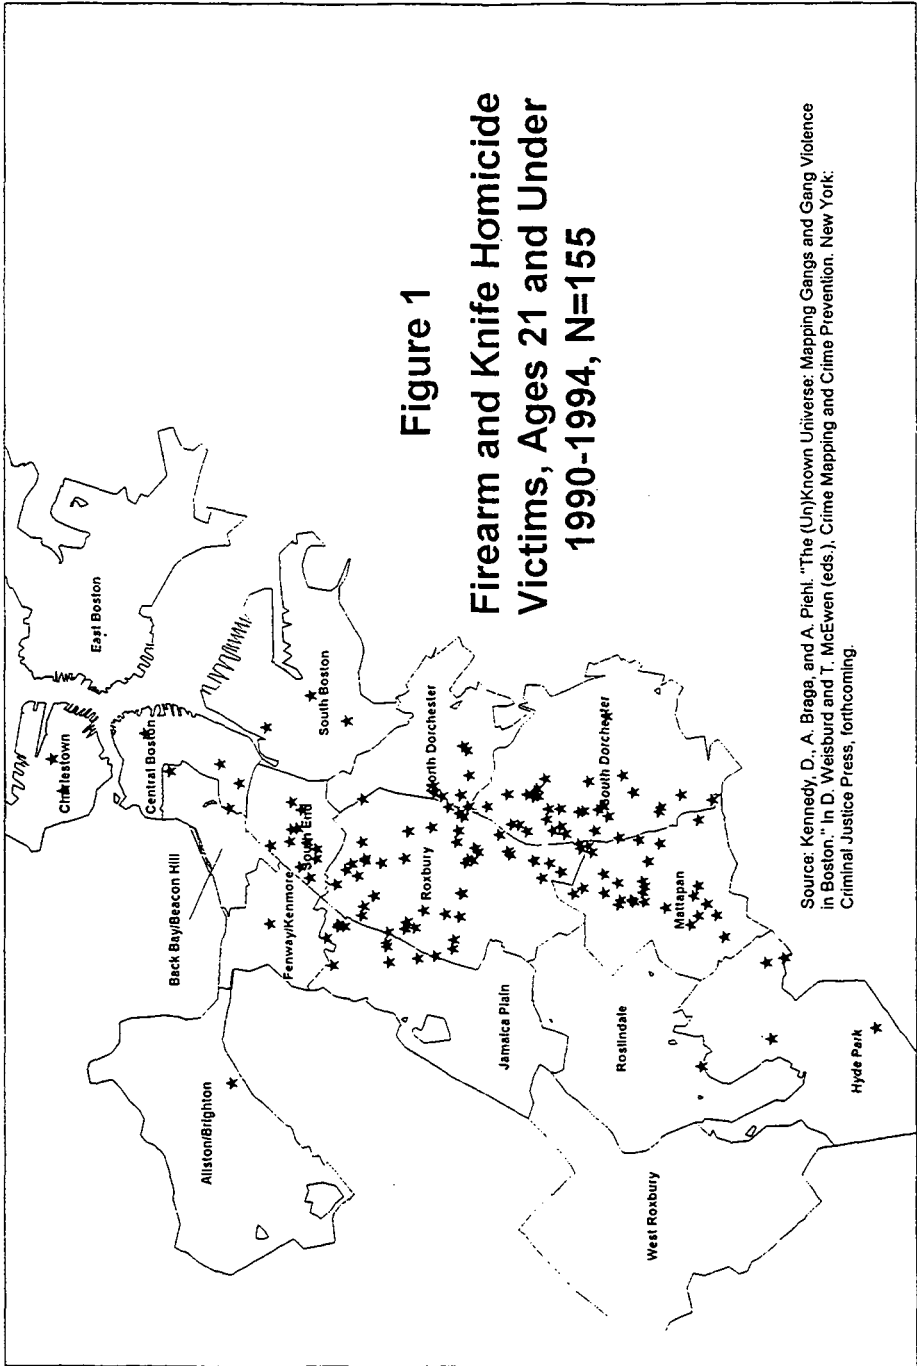 Figure 1
Firearm and Knife Homicide
Victims, Ages 21 and Under
1990-1994, N=155
Charlestown
East Boston
Central Boston
Back Bay/Beacon Hill
South Boston
Allston/Brighton
Fenway/Kenmore
South End
Roxbury
North Dorchester
Jamaica Plain
South Dorchester
Roslindale
Mattapan
West Roxbury
Hyde Park
Source: Kennedy, D., A. Braga, and A. Piehl. "The (Un)Known Universe: Mapping Gangs and Gang Violence
in Boston." In D. Weisburd and T. McEwen (eds.), Crime Mapping and Crime Prevention. New York:
Criminal Justice Press, forthcoming.